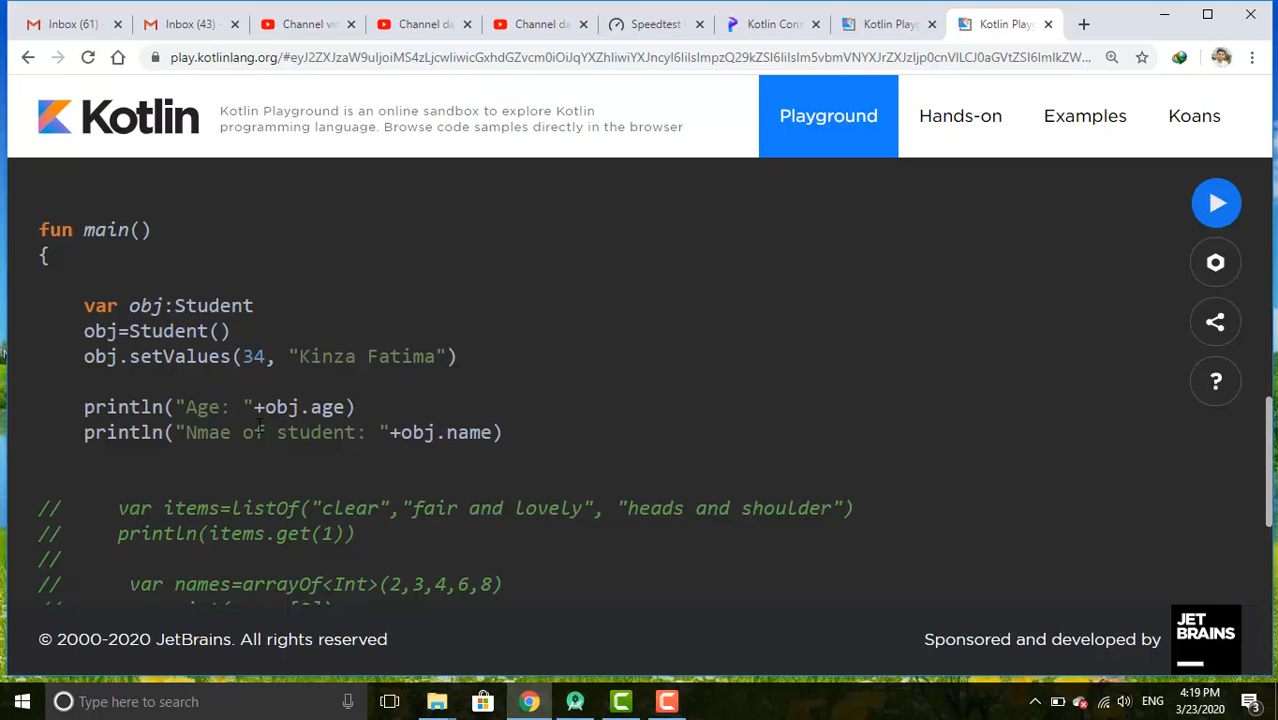 Inbox (61)
Inbox (43)
Channel vi
Channel da
Channel da
Speedtest
Kotlin Cons
Kotlin Play
Kotlin Play
play.kotlinlang.org/#eyJ2ZXJzaW9uIjoiMS4zLjcwIiwicGxhdGZvcm0iOiJqYXZhIiwiYXJncyI6IiIsImpzQ29kZSI6IiIsIm5vbmVNYXJrZXJzIjp0cnVlLCJ0aGVtZSI6ImlkZW...
Kotlin
Kotlin Playground is an online sandbox to explore Kotlin
programming language. Browse code samples directly in the browser
Playground
Hands-on
Examples
Koans
fun main()
{
var obj:Student
obj=Student()
obj.setValues(34, "Kinza Fatima")
println("Age: "+obj.age)
println("Nmae of student: "+obj.name)
// var items=listOf("clear","fair and lovely", "heads and shoulder")
// println(items.get(1))
//
// var names=arrayOf<Int>(2,3,4,6,8)
?
© 2000-2020 JetBrains. All rights reserved
Sponsored and developed by
JET
BRAINS
Type here to search
ENG
4:19 PM
3/23/2020
3